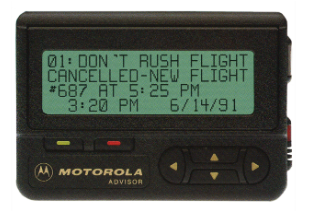 01:DON'T RUSH FLIGHT
CANCELLED-NEW FLIGHT
#687 AT 5:25 PM
3:20 PM 6/14/91
MOTOROLA
ADVISOR